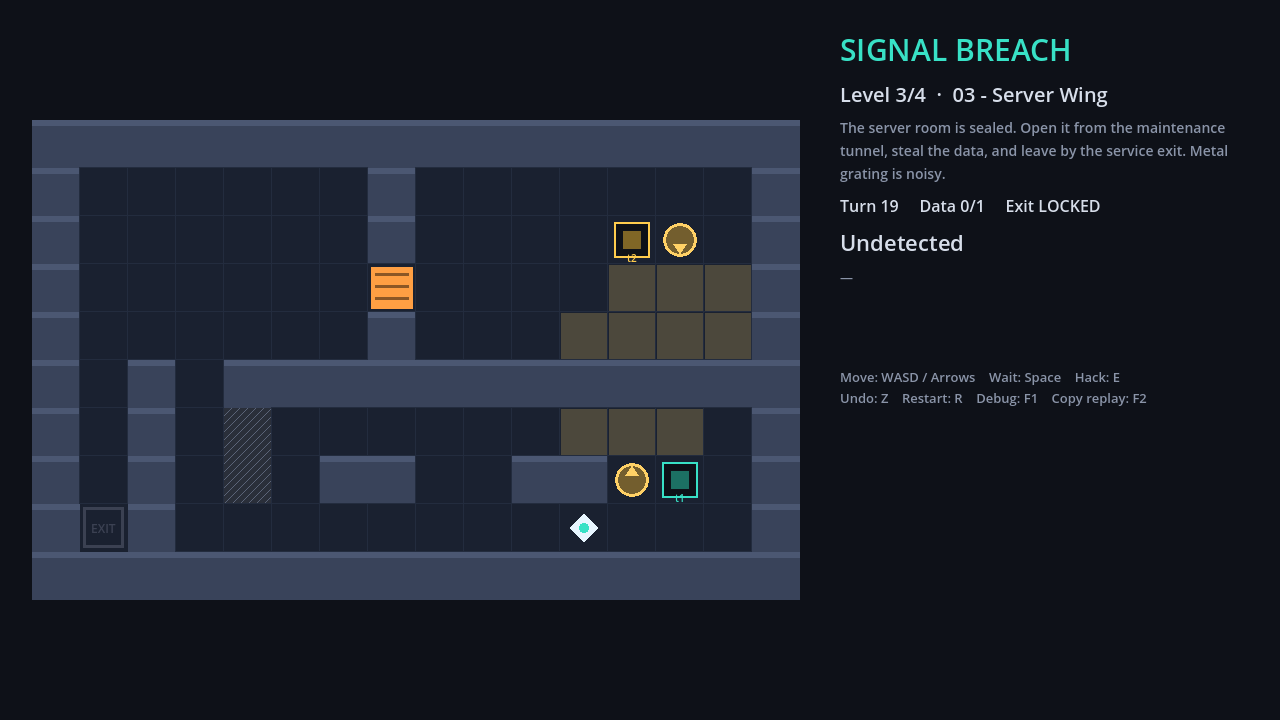 SIGNAL BREACH
Level 3/4 · 03 - Server Wing
The server room is sealed. Open it from the maintenance
tunnel, steal the data, and leave by the service exit. Metal
grating is noisy.
Turn 19 Data 0/1 Exit LOCKED
Undetected
—
t2
Move: WASD / Arrows Wait: Space Hack: E
Undo: Z Restart: R Debug: F1 Copy replay: F2
t1
EXIT